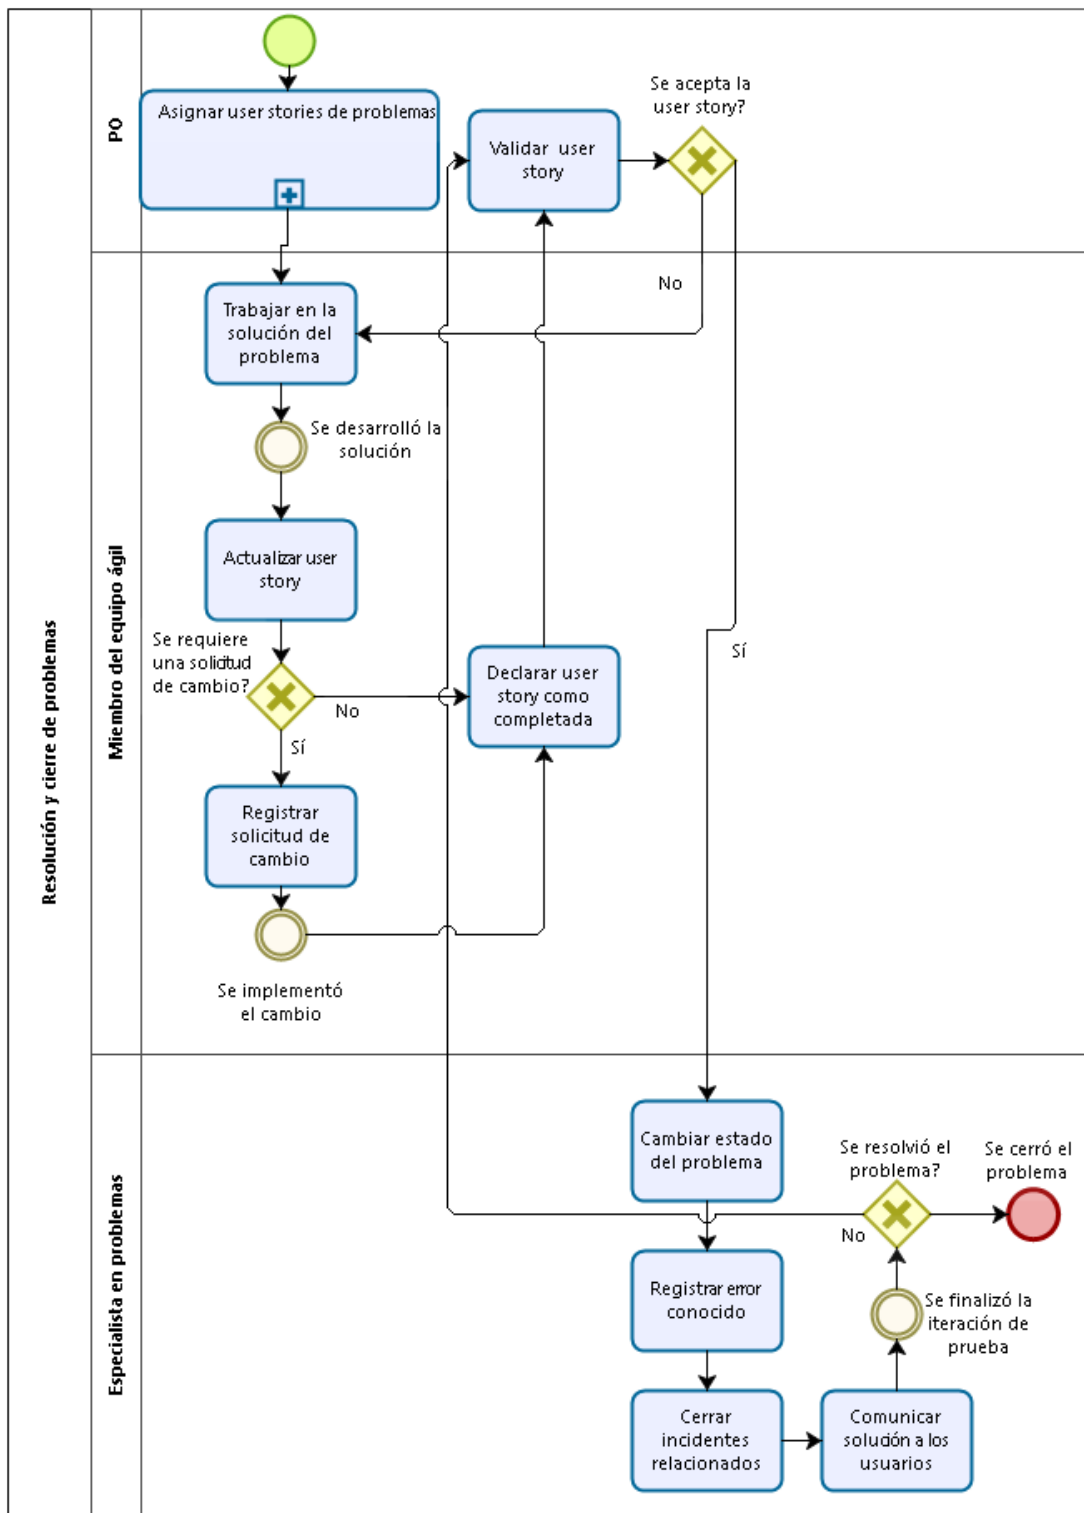 Resolución y cierre de problemas
PO
Asignar user stories de problemas
Validar user
story
Se acepta la
user story?
No
Sí
Miembro del equipo ágil
Trabajar en la
solución del
problema
Se desarrolló la
solución
Actualizar user
story
Se requiere
una solicitud
de cambio?
No
Sí
Declarar user
story como
completada
Registrar
solicitud de
cambio
Se implementó
el cambio
Especialista en problemas
Cambiar estado
del problema
Se resolvió el
problema?
No
Se cerró el
problema
Registrar error
conocido
Se finalizó la
iteración de
prueba
Cerrar
incidentes
relacionados
Comunicar
solución a los
usuarios